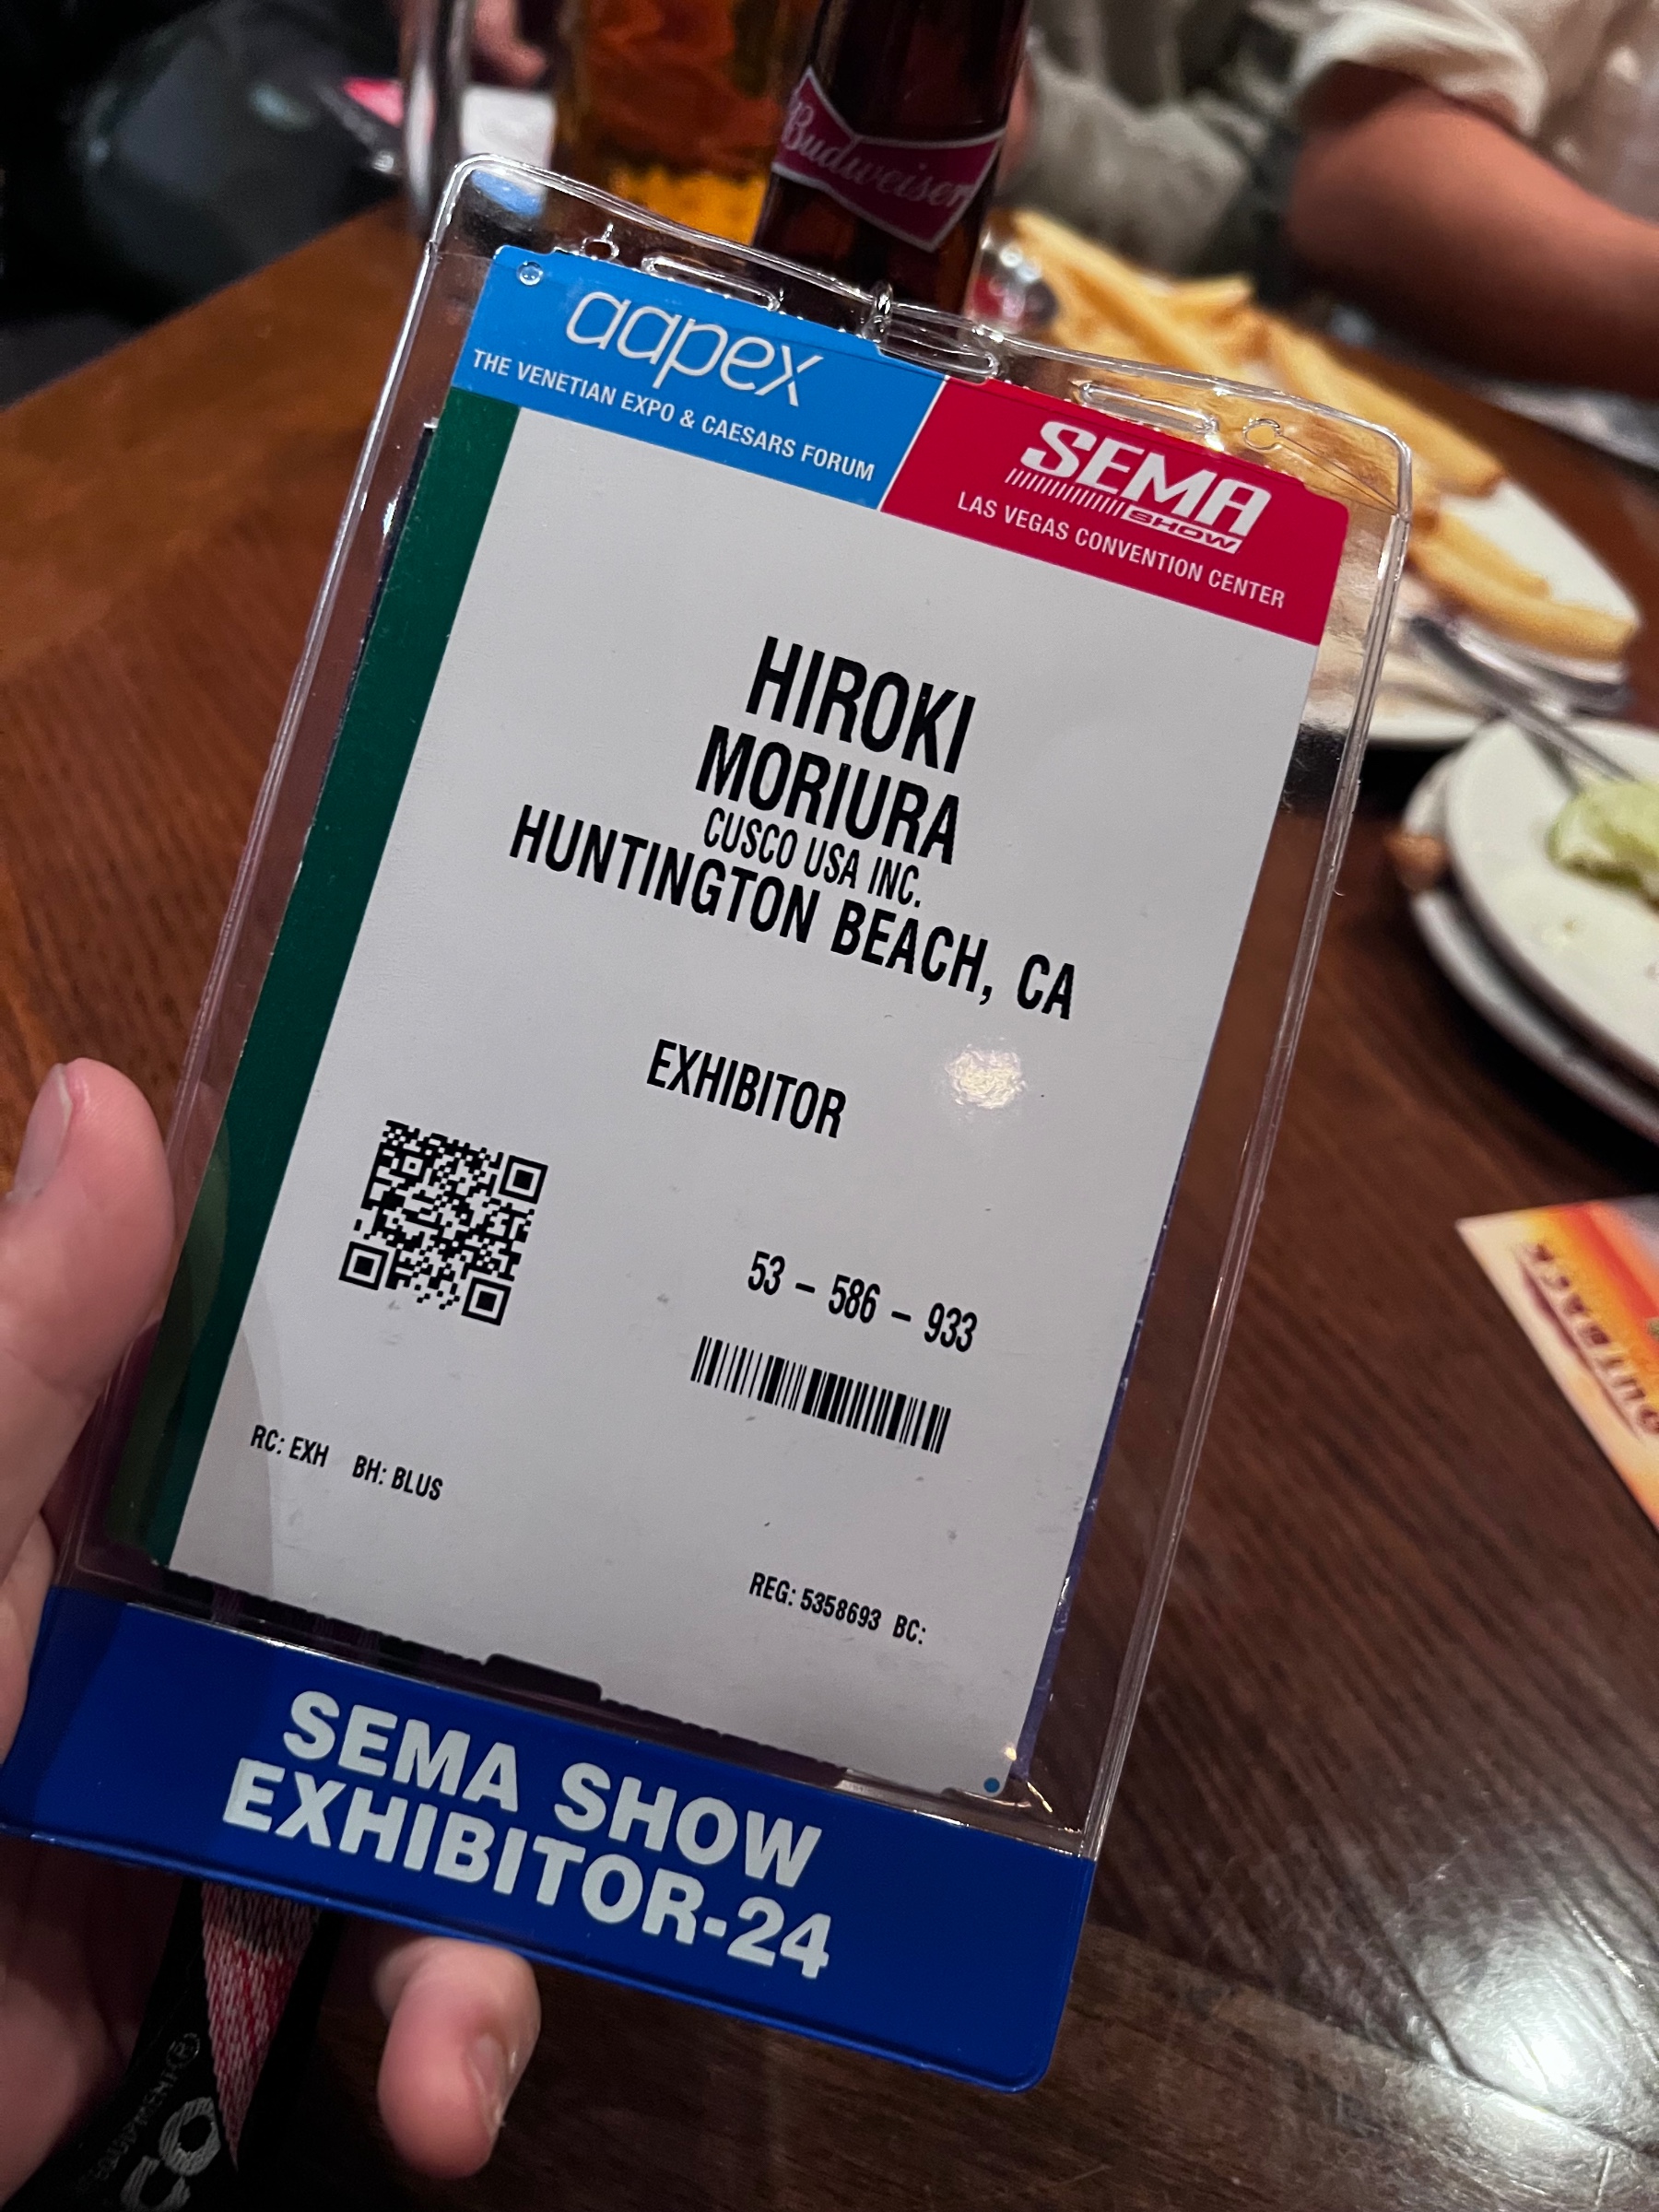 Budweiser
aapex
THE VENETIAN EXPO & CAESARS FORUM
SEMA
SHOW
LAS VEGAS CONVENTION CENTER
HIROKI
MORIURA
CUSCO USA INC.
HUNTINGTON BEACH, CA
EXHIBITOR
53 – 586 – 933
RC: EXH BH: BLUS
REG: 5358693 BC:
SEMA SHOW
EXHIBITOR-24
OUTBACK